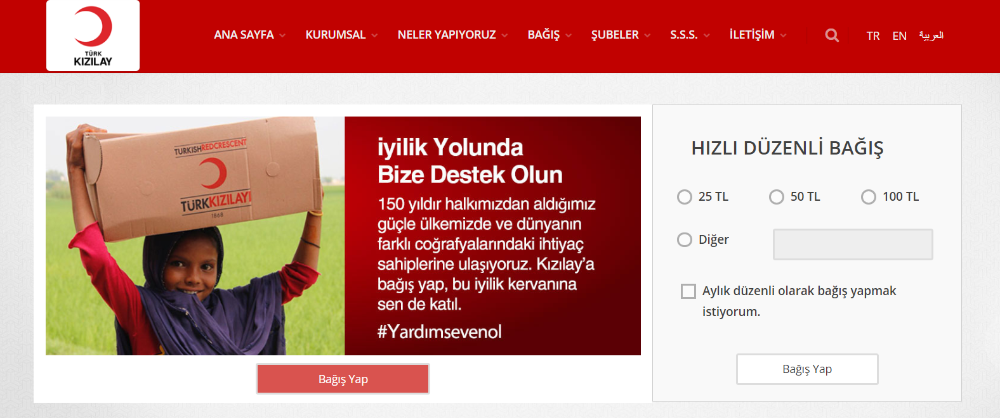 TÜRK
KIZILAY
ANA SAYFA
KURUMSAL
NELER YAPIYORUZ
BAĞIŞ
ŞUBELER
S.S.S.
İLETİŞİM
TR
EN
العربية
TURKISHREDCRESCENT
TÜRKKIZILAYI
1868
iyilik Yolunda
Bize Destek Olun
150 yıldır halkımızdan aldığımız
güçle ülkemizde ve dünyanın
farklı coğrafyalarındaki ihtiyaç
sahiplerine ulaşıyoruz. Kızılay’a
bağış yap, bu iyilik kervanına
sen de katıl.
#Yardımsevenol
Bağış Yap
HIZLI DÜZENLİ BAĞIŞ
25 TL
50 TL
100 TL
Diğer
Aylık düzenli olarak bağış yapmak
istiyorum.
Bağış Yap